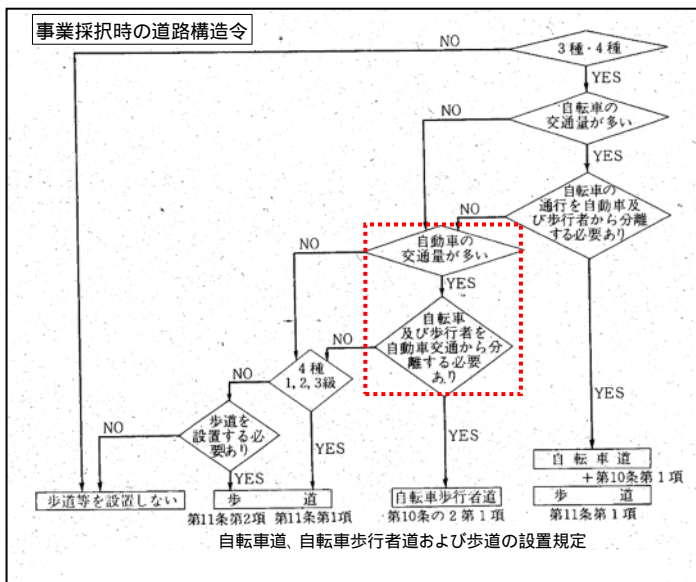 事業採択時の道路構造令
NO
3種・4種
YES
NO
自転車の
交通量が多い
YES
自転車の
通行を自動車及
び歩行者から分離
する必要あり
NO
NO
自動車の
交通量が多い
YES
自転車
及び歩行者を
自動車交通から分
離する必要
あり
NO
4種
1,2,3級
NO
歩道を
設置する必
要あり
NO
YES
YES
YES
YES
自転車道
+第10条第1項
歩道等を設置しない
歩道
自転車歩行者道
歩道
第11条第2項 第11条第1項
第10条の2第1項
第11条第1項
自転車道、自転車歩行者道および歩道の設置規定